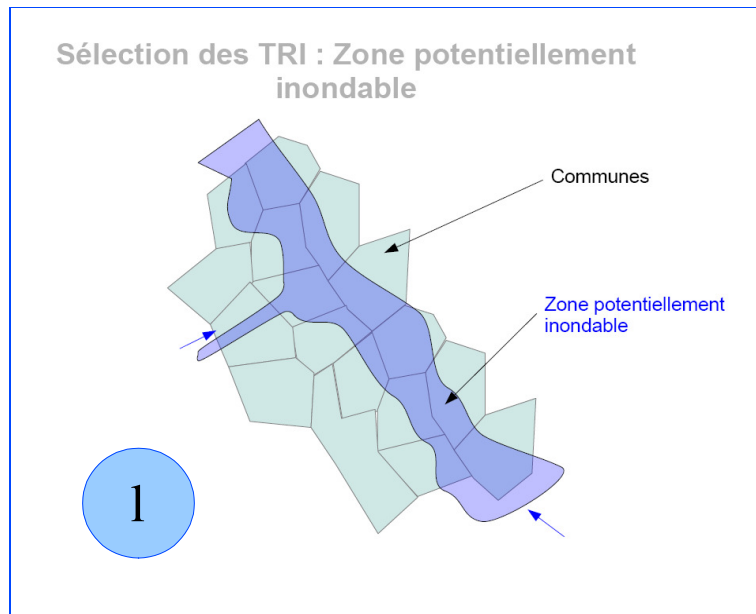 Sélection des TRI : Zone potentiellement
inondable
Communes
Zone potentiellement
inondable
1